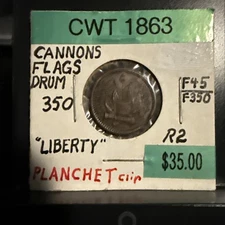 CWT 1863
CANNONS
FLAGS
DRUM
350
F45
F350
"LIBERTY"
R2
PLANCHET clip
$35.00